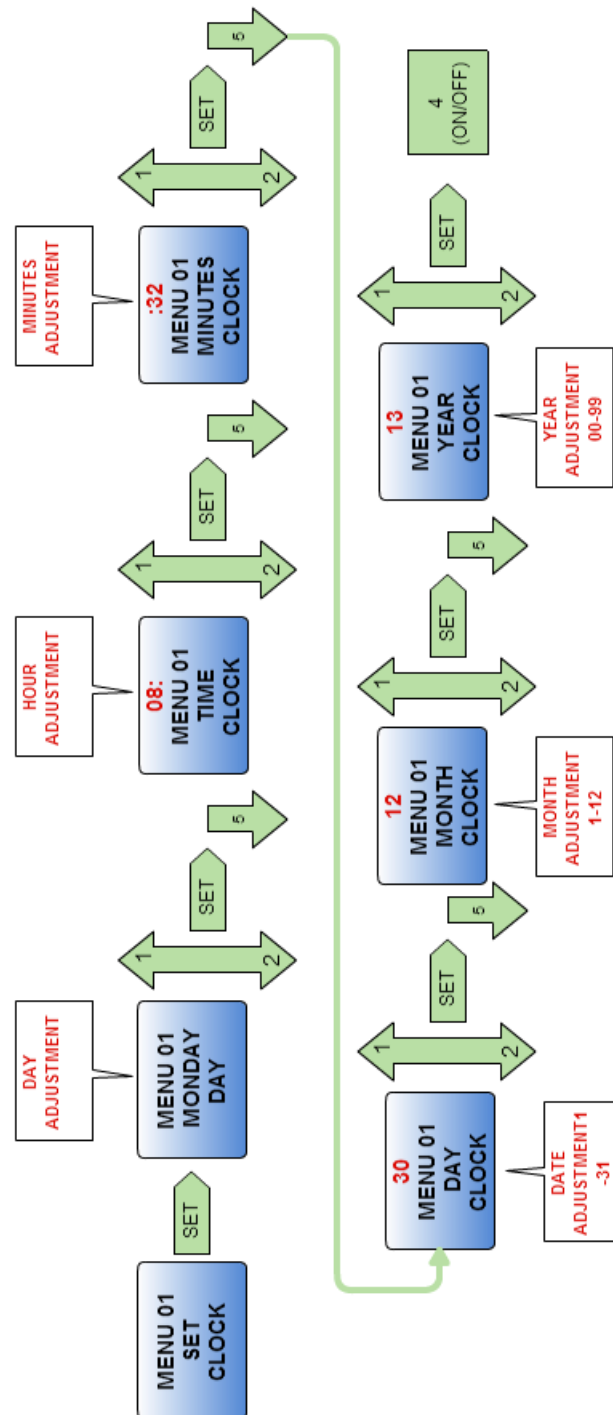 MENU 01
SET
CLOCK
SET
DAY
ADJUSTMENT
MENU 01
MONDAY
DAY
1
2
SET
5
HOUR
ADJUSTMENT
08:
MENU 01
TIME
CLOCK
1
2
SET
5
MINUTES
ADJUSTMENT
:32
MENU 01
MINUTES
CLOCK
1
2
SET
5
30
MENU 01
DAY
CLOCK
DATE
ADJUSTMENT1
-31
1
2
SET
5
12
MENU 01
MONTH
CLOCK
MONTH
ADJUSTMENT
1-12
1
2
SET
5
13
MENU 01
YEAR
CLOCK
YEAR
ADJUSTMENT
00-99
1
2
SET
4
(ON/OFF)